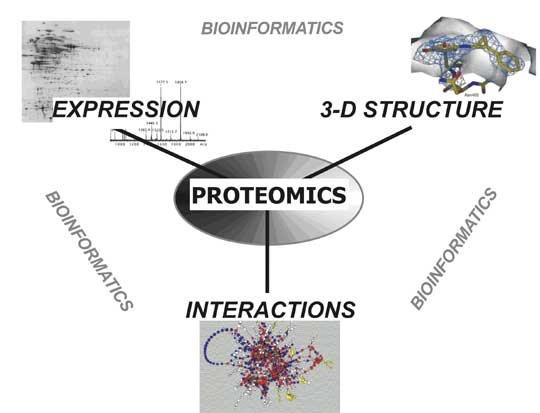 BIOINFORMATICS
EXPRESSION
3-D STRUCTURE
PROTEOMICS
BIOINFORMATICS
BIOINFORMATICS
INTERACTIONS